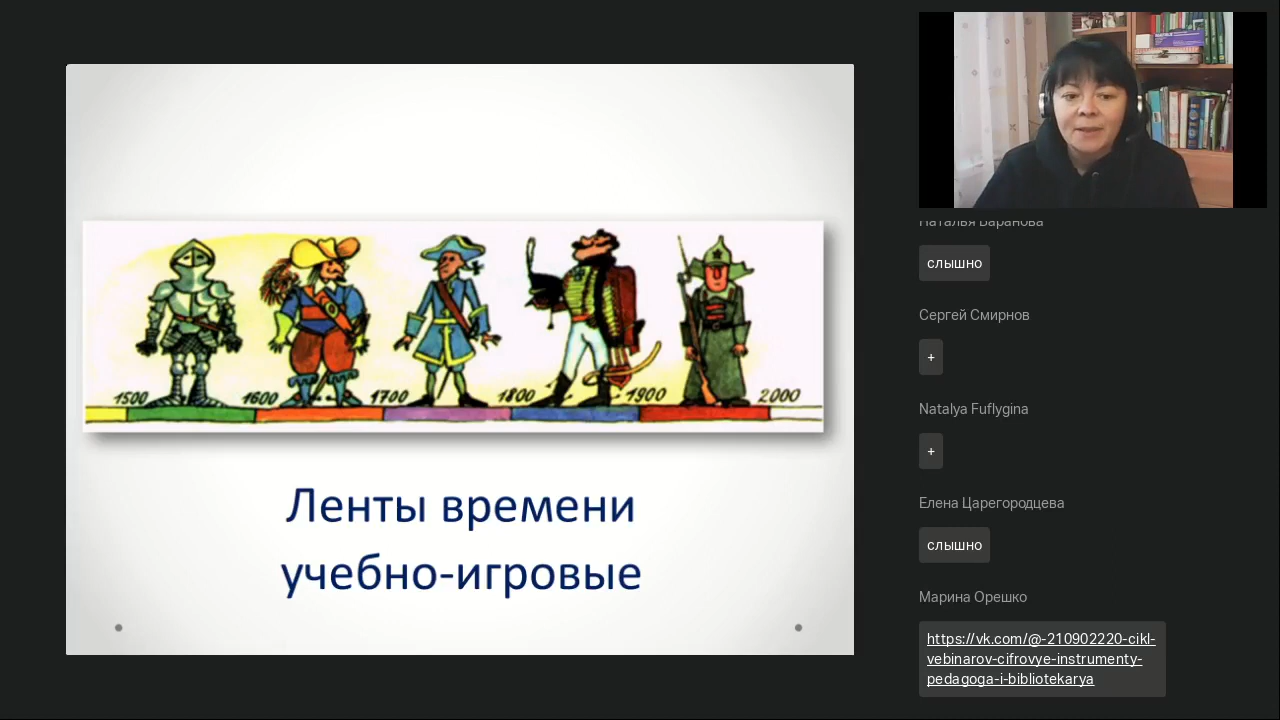 1500 1600 1700 1800 1900 2000
Ленты времени
учебно-игровые
Наталья Баранова
слышно
Сергей Смирнов
+
Natalya Fuflygina
+
Елена Царегородцева
слышно
Марина Орешко
https://vk.com/@-210902220-cikl-
vebinarov-cifrovye-instrumenty-
pedagoga-i-bibliotekarya